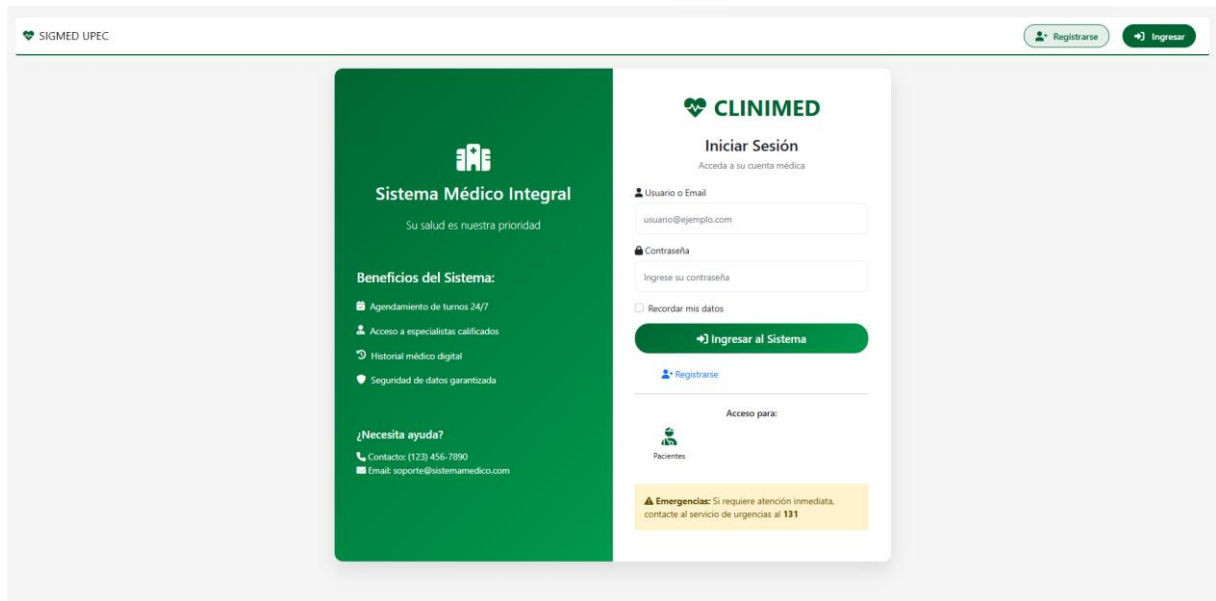 SIGMED UPEC
Registrarse
Ingresar
Sistema Médico Integral
Su salud es nuestra prioridad
Beneficios del Sistema:
Agendamiento de turnos 24/7
Acceso a especialistas calificados
Historial médico digital
Seguridad de datos garantizada
¿Necesita ayuda?
Contacto: (123) 456-7890
Email: soporte@sistemamedico.com
CLINIMED
Iniciar Sesión
Acceda a su cuenta médica
Usuario o Email
usuario@ejemplo.com
Contraseña
Ingrese su contraseña
Recordar mis datos
Ingresar al Sistema
Registrarse
Acceso para:
Pacientes
Emergencias: Si requiere atención inmediata,
contacte al servicio de urgencias al 131